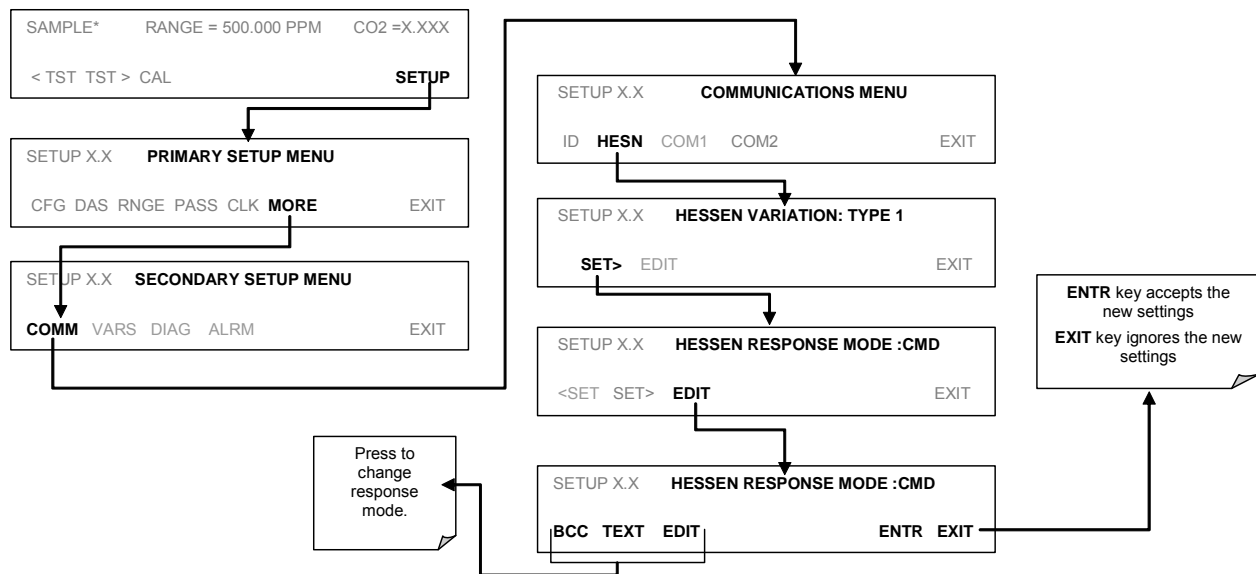 SAMPLE* RANGE = 500.000 PPM CO2 =X.XXX
< TST TST > CAL SETUP
SETUP X.X PRIMARY SETUP MENU
CFG DAS RNGE PASS CLK MORE EXIT
SETUP X.X SECONDARY SETUP MENU
COMM VARS DIAG ALRM EXIT
SETUP X.X COMMUNICATIONS MENU
ID HESN COM1 COM2 EXIT
SETUP X.X HESSEN VARIATION: TYPE 1
SET> EDIT EXIT
SETUP X.X HESSEN RESPONSE MODE :CMD
<SET SET> EDIT EXIT
SETUP X.X HESSEN RESPONSE MODE :CMD
BCC TEXT EDIT ENTR EXIT
Press to
change
response
mode.
ENTR key accepts the
new settings
EXIT key ignores the new
settings